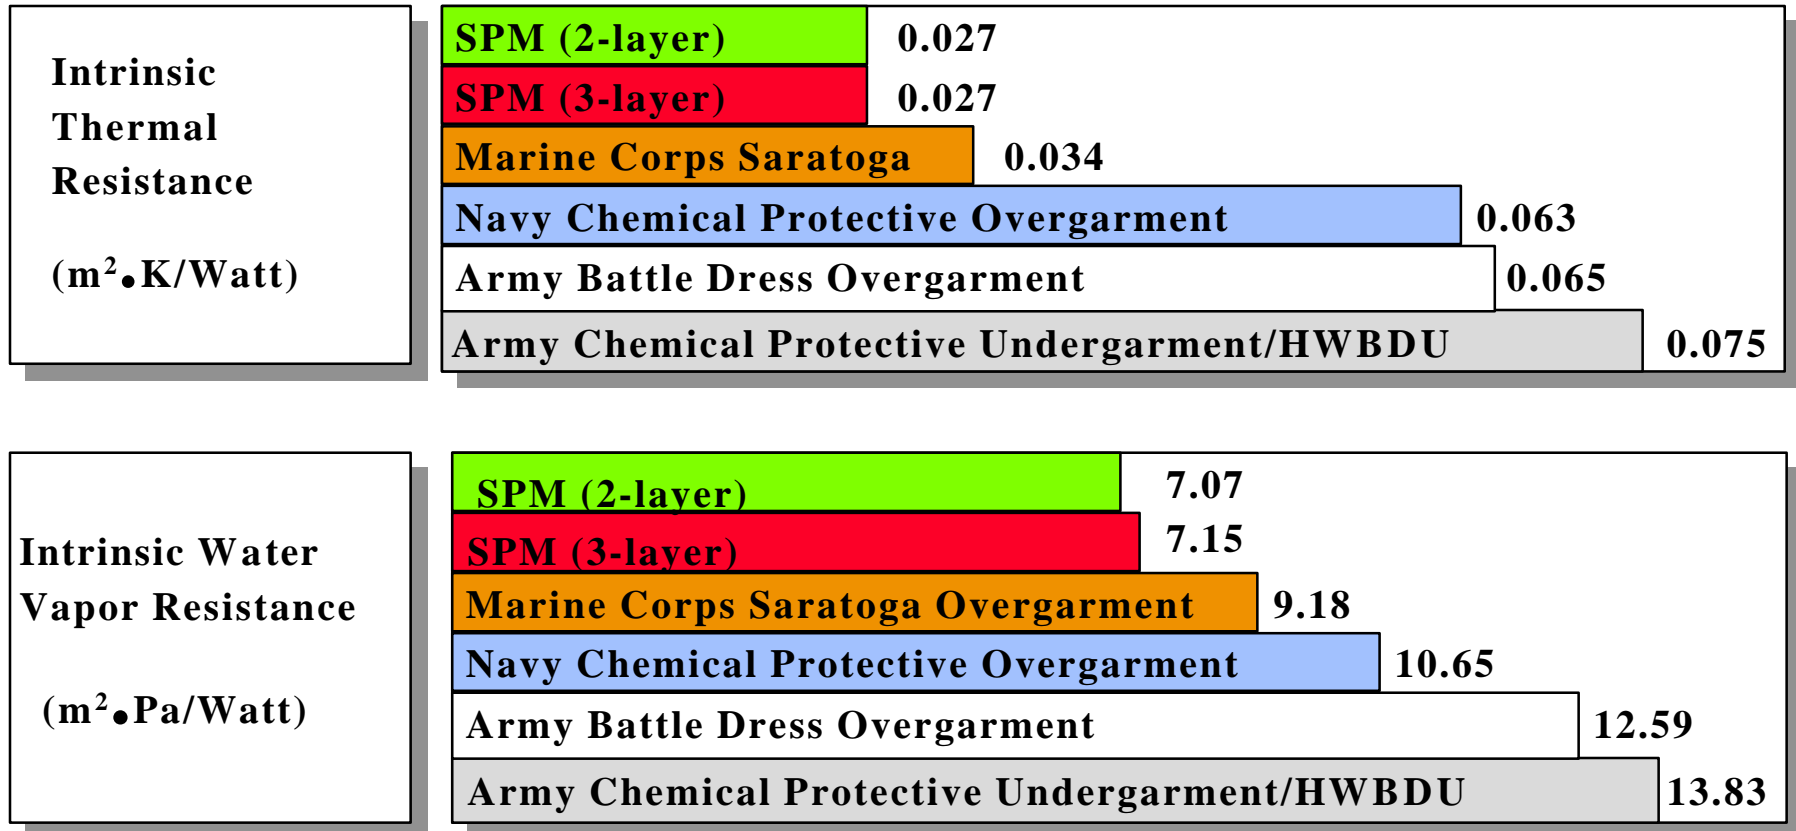 Intrinsic
Thermal
Resistance
(m²●K/Watt)
SPM (2-layer) 0.027
SPM (3-layer) 0.027
Marine Corps Saratoga 0.034
Navy Chemical Protective Overgarment 0.063
Army Battle Dress Overgarment 0.065
Army Chemical Protective Undergarment/HWBDU 0.075
Intrinsic Water
Vapor Resistance
(m²●Pa/Watt)
SPM (2-layer) 7.07
SPM (3-layer) 7.15
Marine Corps Saratoga Overgarment 9.18
Navy Chemical Protective Overgarment 10.65
Army Battle Dress Overgarment 12.59
Army Chemical Protective Undergarment/HWBDU 13.83